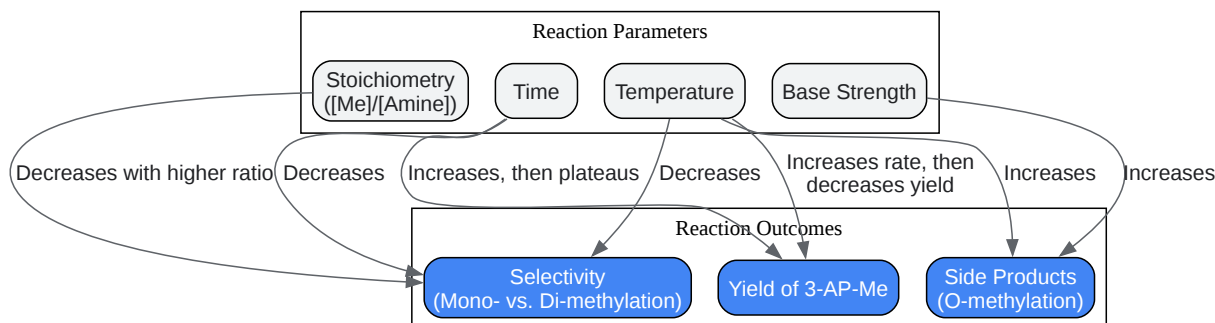 Reaction Parameters
Stoichiometry
([Me]/[Amine])
Time
Temperature
Base Strength
Decreases with higher ratio
Decreases
Increases, then plateaus
Decreases
Increases rate, then
decreases yield
Increases
Increases
Reaction Outcomes
Selectivity
(Mono- vs. Di-methylation)
Yield of 3-AP-Me
Side Products
(O-methylation)